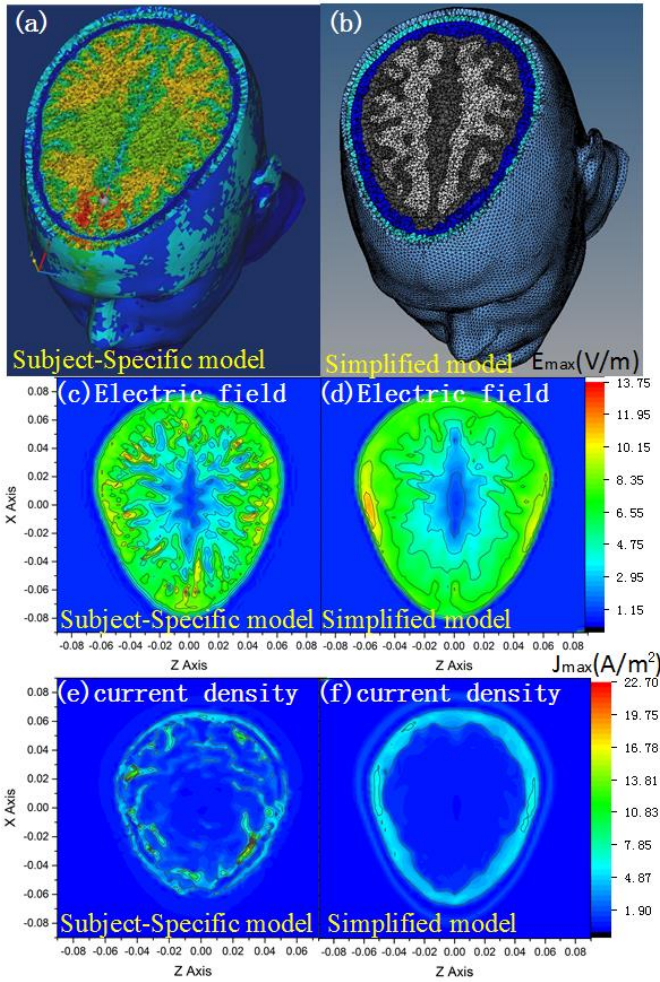 (a)
(b)
Subject-Specific model
Simplified model
Emax(V/m)
(c)Electric field
(d)Electric field
0.08
0.06
0.04
0.02
0.00
-0.02
-0.04
-0.06
-0.08
X Axis
13.75
11.95
10.15
8.35
6.55
4.75
2.95
1.15
Subject-Specific model
Simplified model
-0.08 -0.06 -0.04 -0.02 0.00 0.02 0.04 0.06 0.08
-0.08 -0.06 -0.04 -0.02 0.00 0.02 0.04 0.06 0.08
Z Axis
Z Axis
Jmax(A/m²)
(e)current density
(f)current density
0.09
0.07
0.05
0.02
0.00
-0.02
-0.04
-0.06
-0.09
X Axis
22.70
19.73
16.78
13.80
10.83
7.85
4.87
1.90
Subject-Specific model
Simplified model
-0.08 -0.06 -0.04 -0.02 0.00 0.02 0.04 0.06
-0.08 -0.06 -0.04 -0.02 0.00 0.02 0.04 0.06 0.08
Z Axis
Z Axis